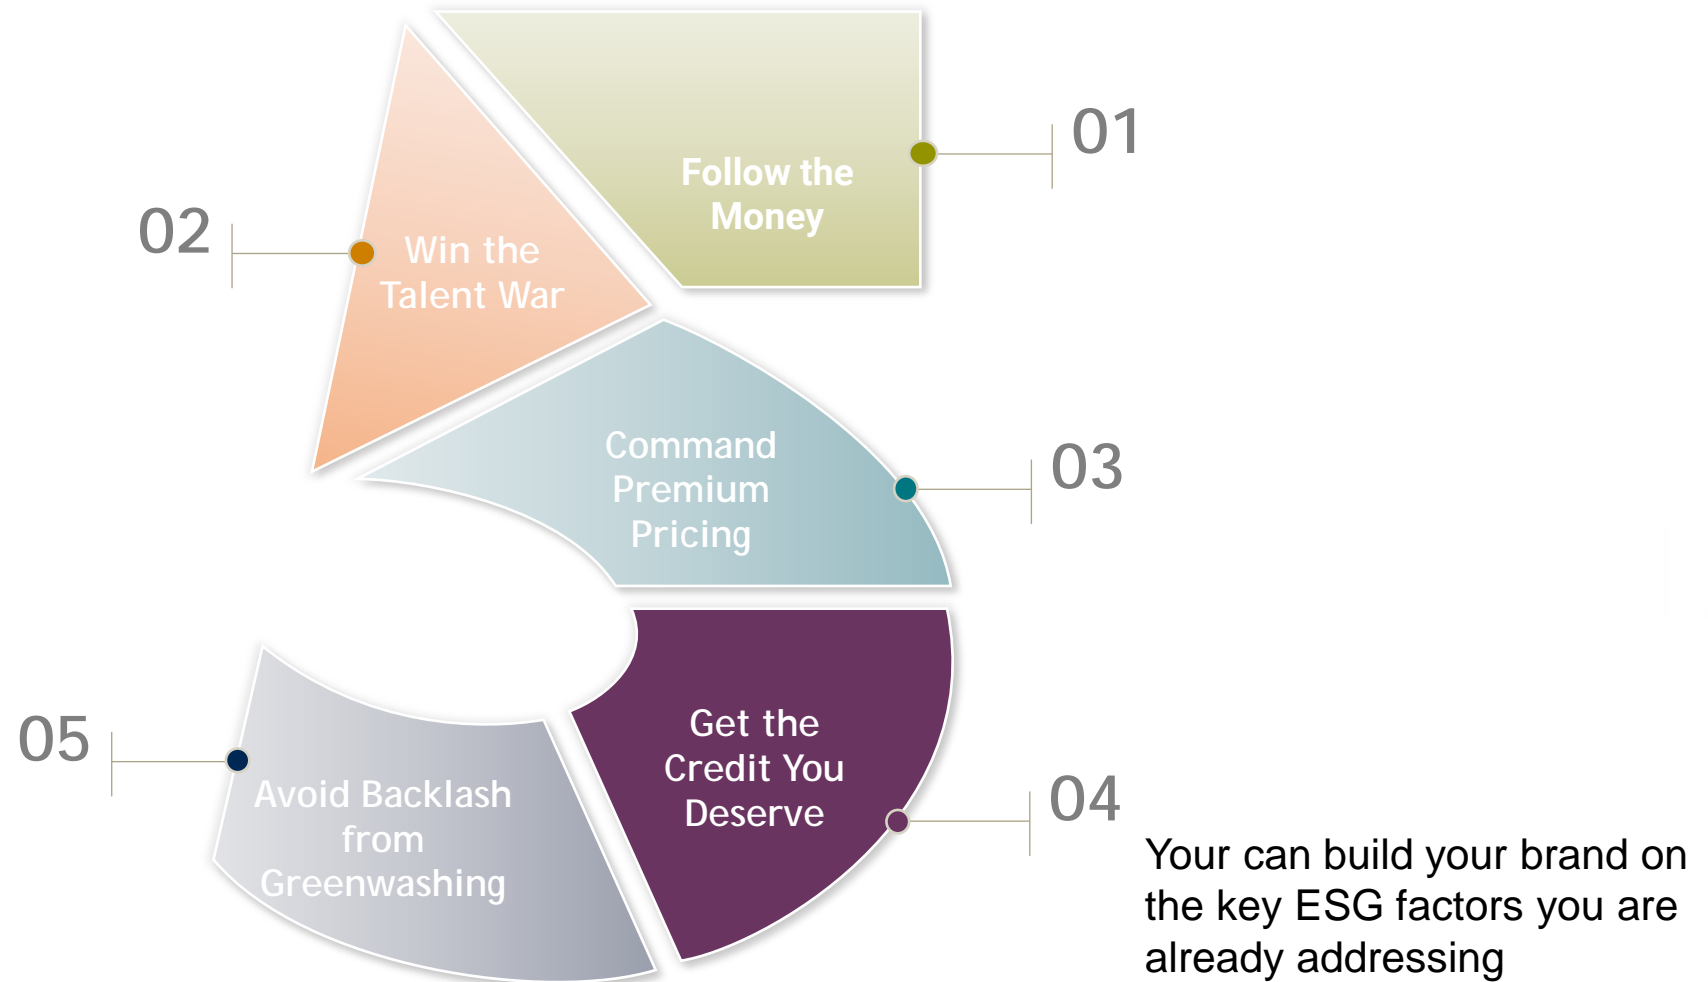 01
Follow the
Money
02
Win the
Talent War
03
Command
Premium
Pricing
04
Get the
Credit You
Deserve
Your can build your brand on
the key ESG factors you are
already addressing
05
Avoid Backlash
from
Greenwashing